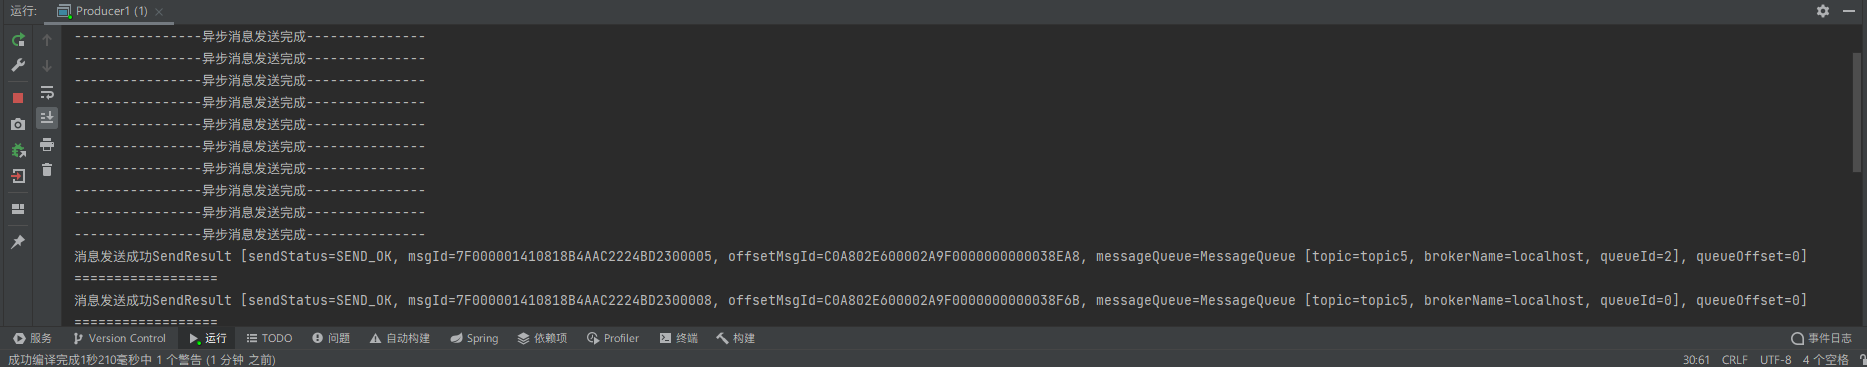 运行: Producer1 (1)
----------------异步消息发送完成---------------
----------------异步消息发送完成---------------
----------------异步消息发送完成---------------
----------------异步消息发送完成---------------
----------------异步消息发送完成---------------
----------------异步消息发送完成---------------
----------------异步消息发送完成---------------
----------------异步消息发送完成---------------
----------------异步消息发送完成---------------
----------------异步消息发送完成---------------
消息发送成功SendResult [sendStatus=SEND_OK, msgId=7F000001410818B4AAC2224BD2300005, offsetMsgId=C0A802E600002A9F0000000000038EA8, messageQueue=MessageQueue [topic=topic5, brokerName=localhost, queueId=2], queueOffset=0]
==================
消息发送成功SendResult [sendStatus=SEND_OK, msgId=7F000001410818B4AAC2224BD2300008, offsetMsgId=C0A802E600002A9F0000000000038F6B, messageQueue=MessageQueue [topic=topic5, brokerName=localhost, queueId=0], queueOffset=0]
==================
服务 Version Control 运行 TODO 问题 自动构建 Spring 依赖项 Profiler 终端 构建 事件日志
成功编译完成1秒210毫秒中 1 个警告 (1 分钟 之前) 30:61 CRLF UTF-8 4 个空格